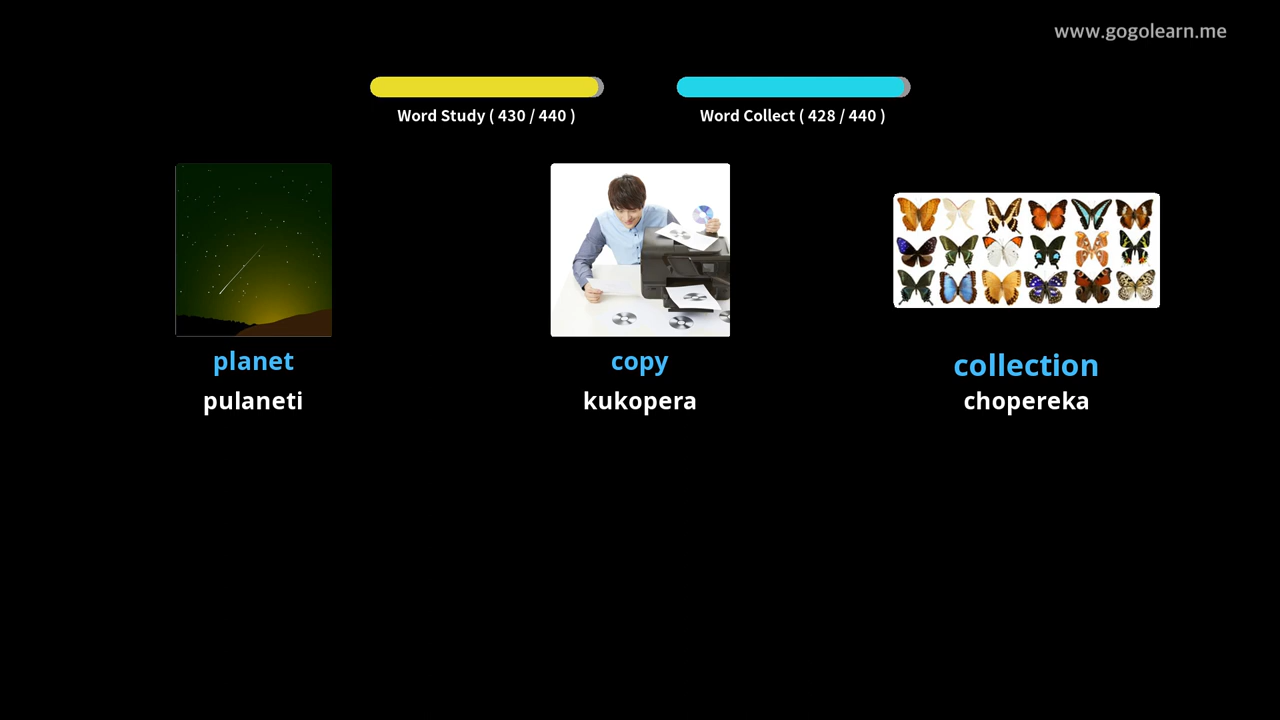 www.gogolearn.me
Word Study ( 430 / 440 )
Word Collect ( 428 / 440 )
planet
pulaneti
copy
kukopera
collection
chopereka